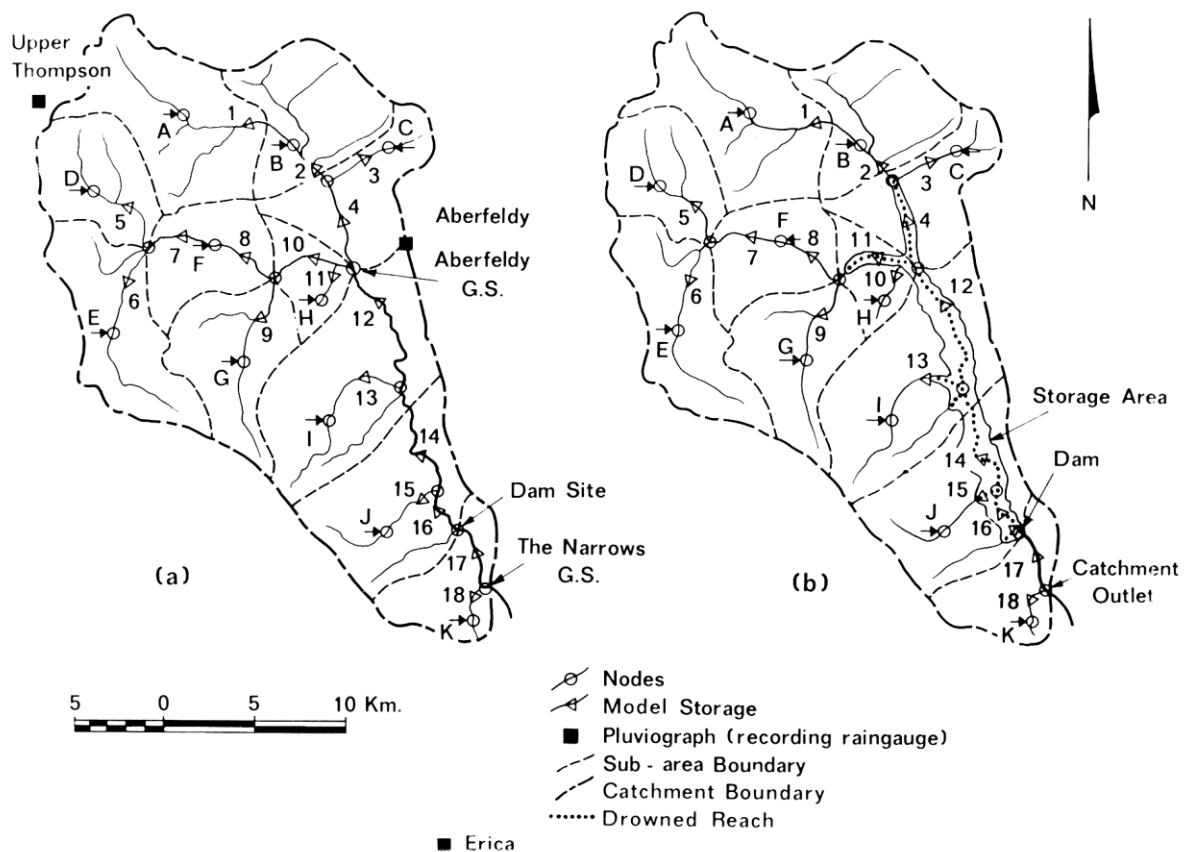 Upper
Thompson
A
1
B
2
C
3
4
D
5
Aberfeldy
7
F
8
10
Aberfeldy
G.S.
11
6
E
H
12
9
G
13
I
14
15
Dam Site
J
16
The Narrows
G.S.
(a)
17
18
K
A
1
B
2
C
3
4
N
D
5
F
11
7
8
10
12
6
H
E
9
G
13
Storage Area
I
14
Dam
15
J
16
Catchment
Outlet
(b)
17
18
K
5 0 5 10 Km.
Nodes
Model Storage
Pluviograph (recording raingauge)
Sub - area Boundary
Catchment Boundary
Drowned Reach
Erica